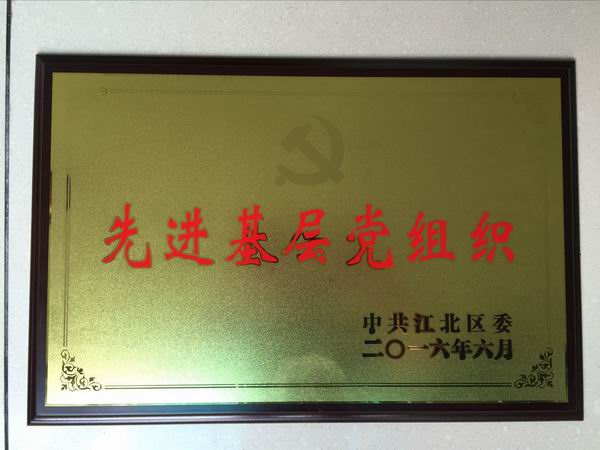 先进基层党组织
中共江北区委
二〇一六年六月